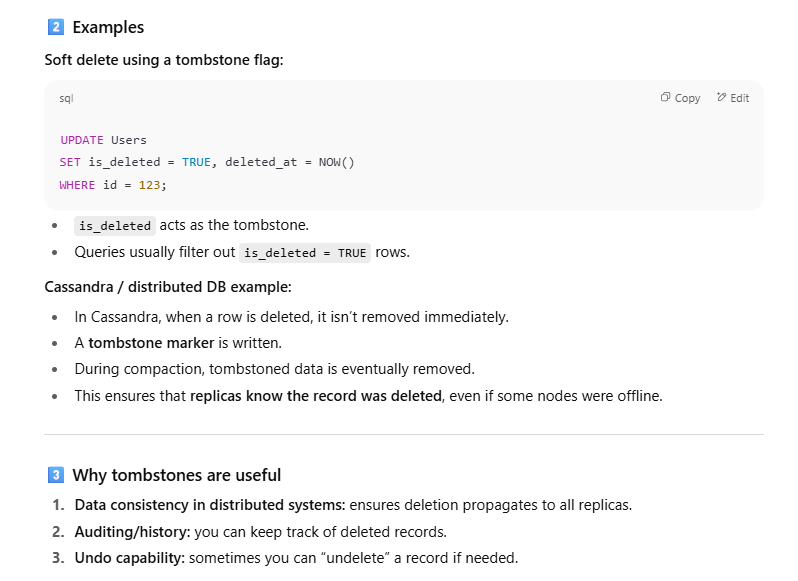 2 Examples
Soft delete using a tombstone flag:
sql
Copy Edit
UPDATE Users
SET is_deleted = TRUE, deleted_at = NOW()
WHERE id = 123;
• is_deleted acts as the tombstone.
• Queries usually filter out is_deleted = TRUE rows.
Cassandra / distributed DB example:
• In Cassandra, when a row is deleted, it isn’t removed immediately.
• A tombstone marker is written.
• During compaction, tombstoned data is eventually removed.
• This ensures that replicas know the record was deleted, even if some nodes were offline.
3 Why tombstones are useful
1. Data consistency in distributed systems: ensures deletion propagates to all replicas.
2. Auditing/history: you can keep track of deleted records.
3. Undo capability: sometimes you can “undelete” a record if needed.